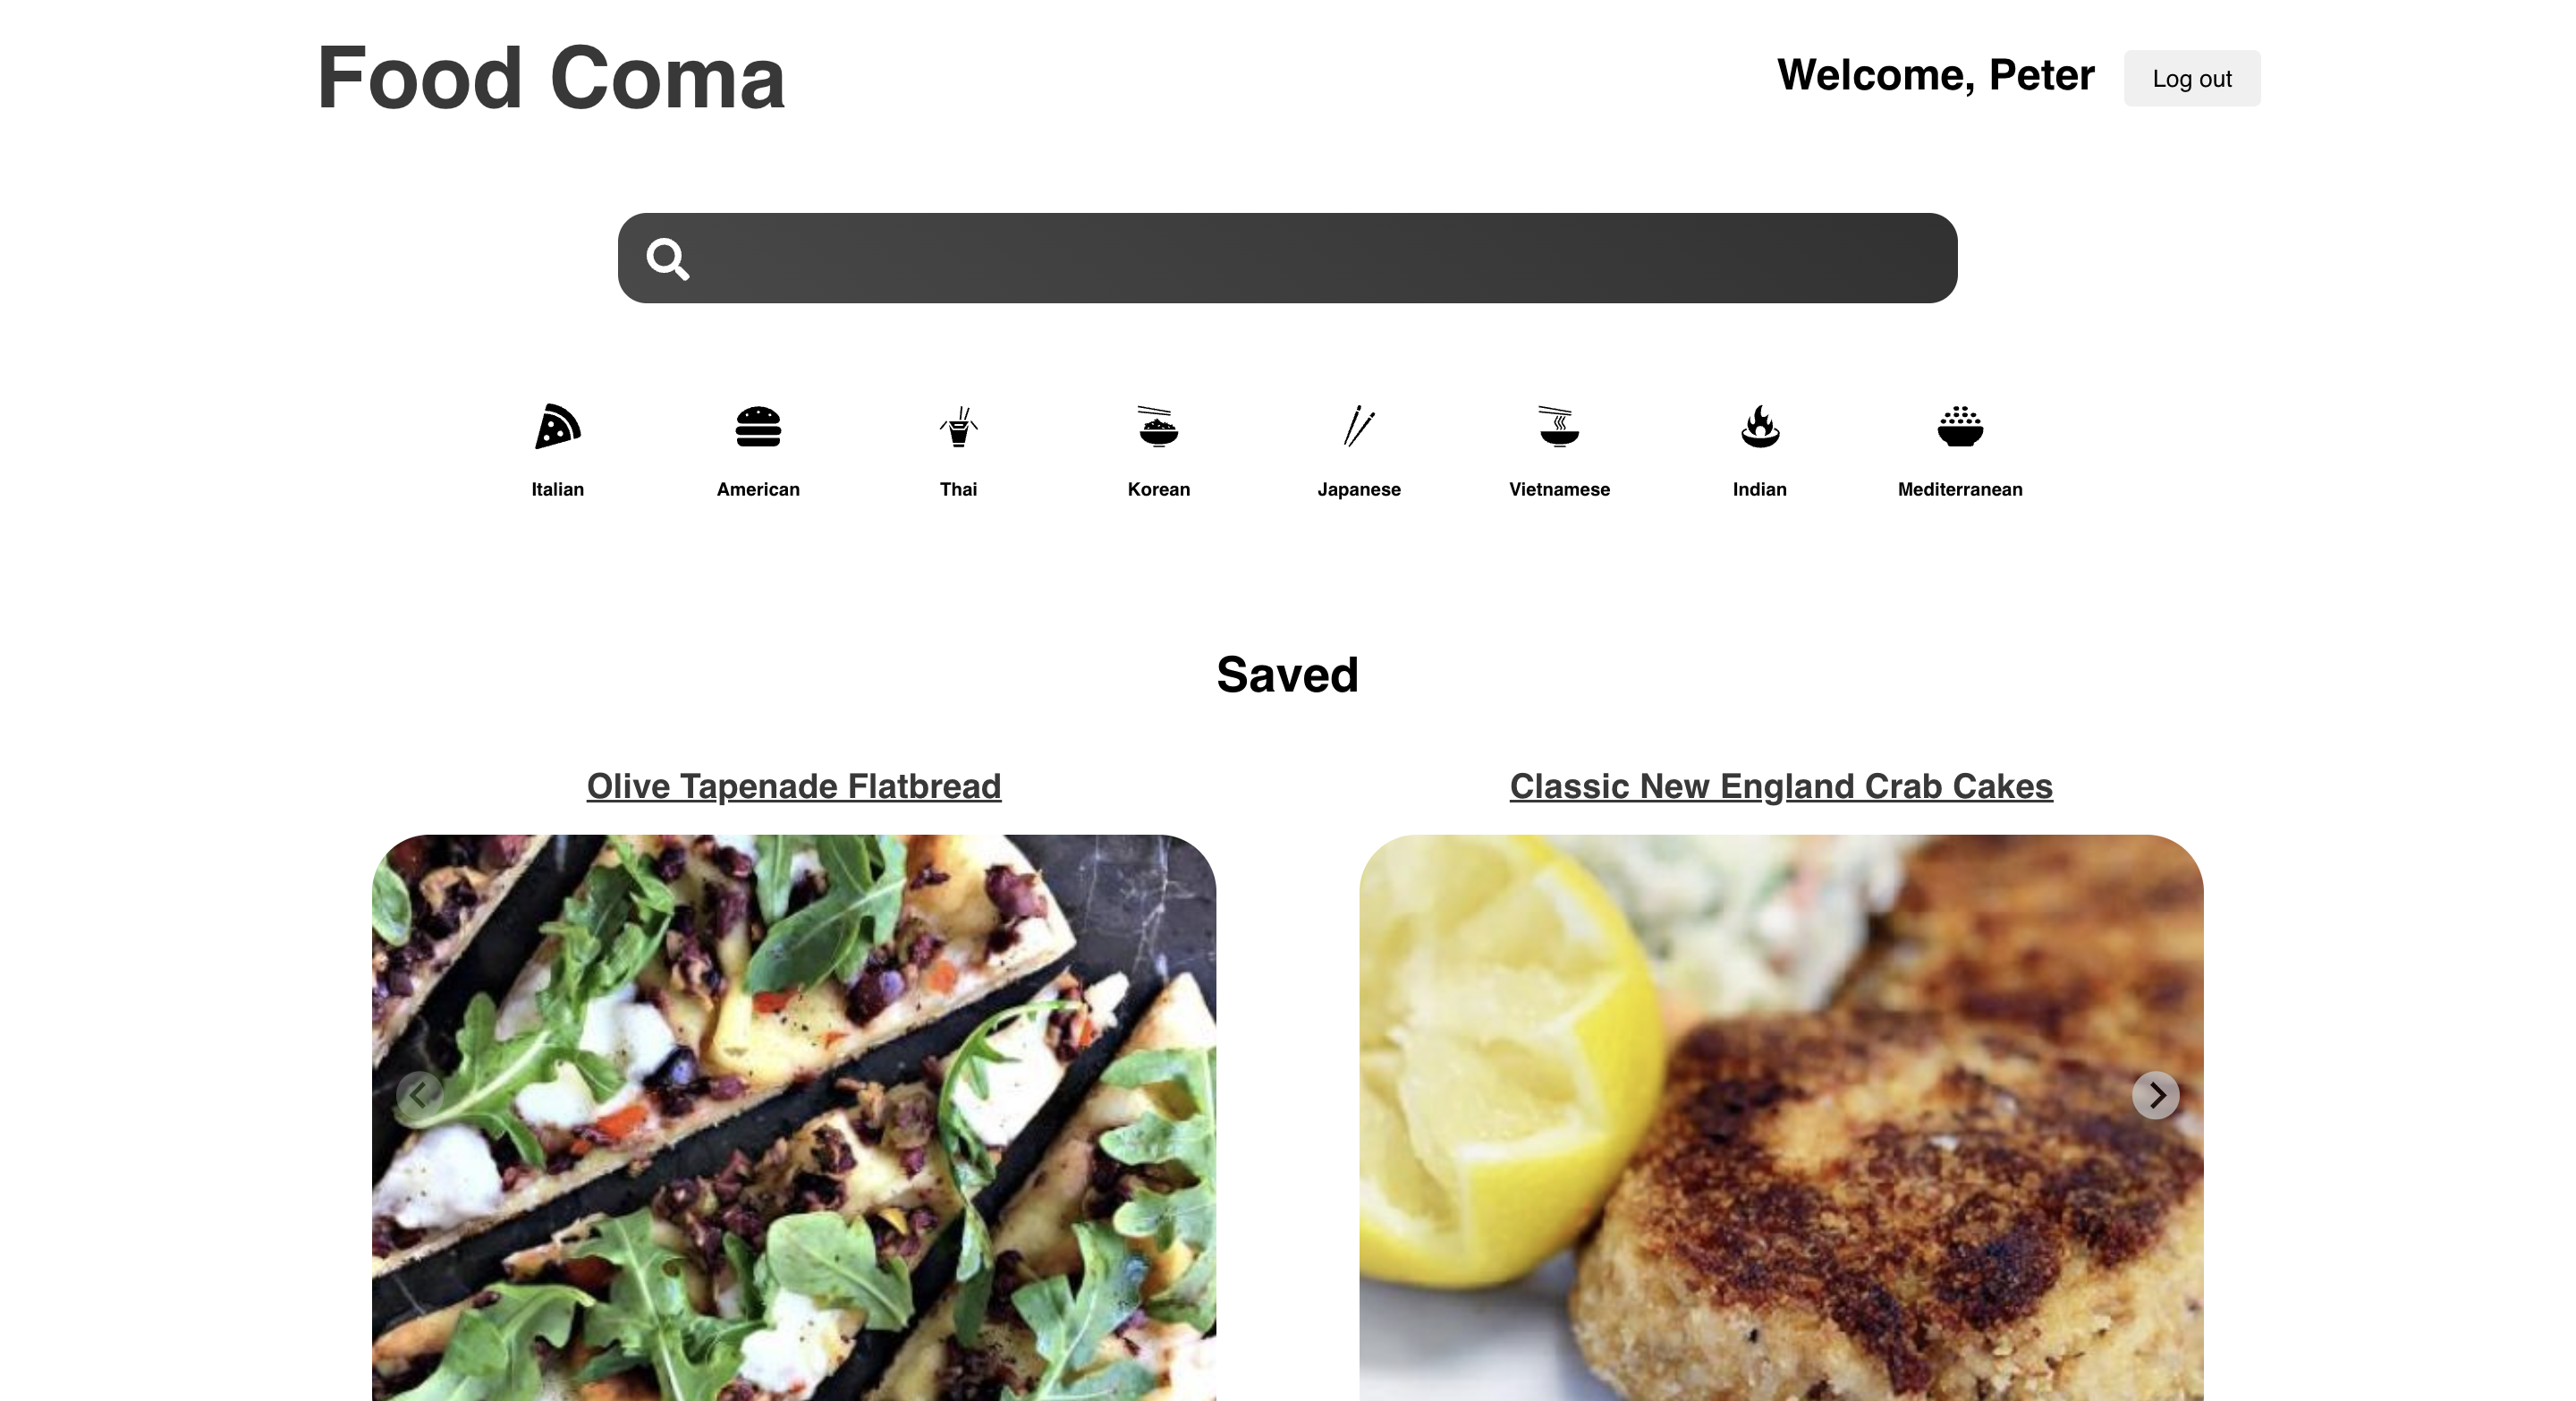 Food Coma
Welcome, Peter
Log out
Italian
American
Thai
Korean
Japanese
Vietnamese
Indian
Mediterranean
Saved
Olive Tapenade Flatbread
Classic New England Crab Cakes